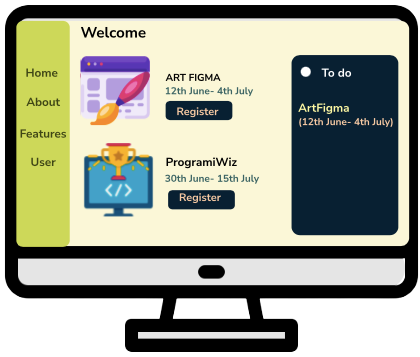 Welcome
Home
About
Features
User
ART FIGMA
12th June- 4th July
Register
ProgramiWiz
30th June- 15th July
Register
To do
ArtFigma
(12th June- 4th July)